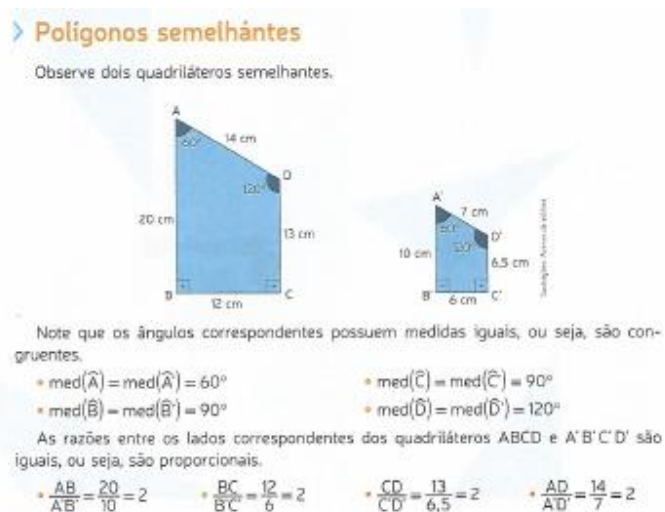 Polígonos semelhántes
Observe dois quadriláteros semelhantes.
A
60°
14 cm
D
120°
20 cm
13 cm
B
12 cm
C
A'
60°
7 cm
D'
120°
10 cm
6,5 cm
B'
6 cm
C'
Note que os ângulos correspondentes possuem medidas iguais, ou seja, são con-
gruentes.
• med(Â) = med(Â') = 60°
• med(B̂) = med(B̂') = 90°
• med(Ĉ) = med(Ĉ') = 90°
• med(D̂) = med(D̂') = 120°
As razões entre os lados correspondentes dos quadriláteros ABCD e A'B'C'D' são
iguais, ou seja, são proporcionais.
• AB/A'B' = 20/10 = 2
• BC/B'C' = 12/6 = 2
• CD/C'D' = 13/6,5 = 2
• AD/A'D' = 14/7 = 2